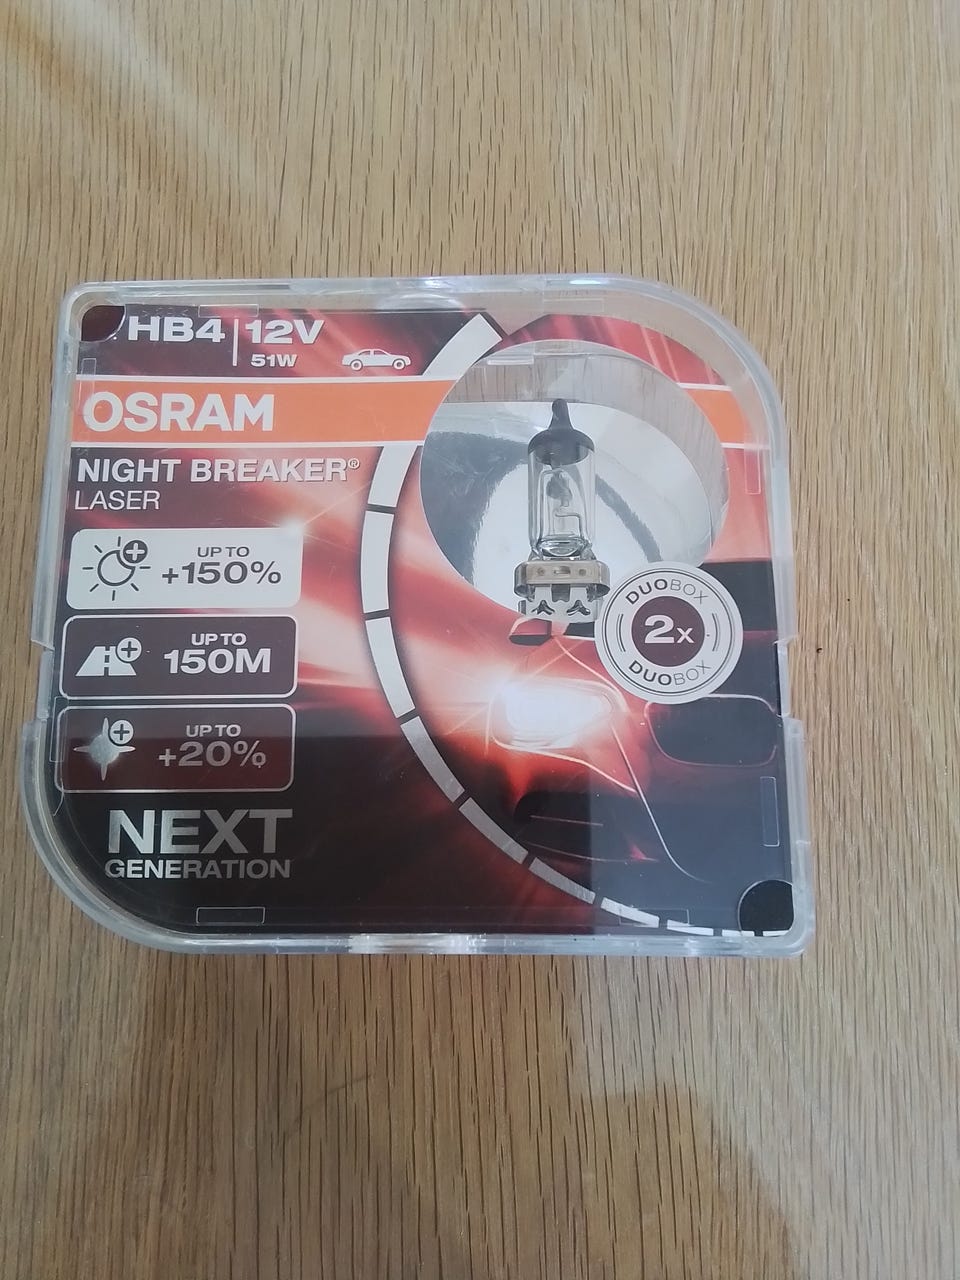 HB4 12V
51W
OSRAM
NIGHT BREAKER®
LASER
UP TO
+150%
UP TO
150M
UP TO
+20%
NEXT
GENERATION
DUOBOX
2x
DUOBOX